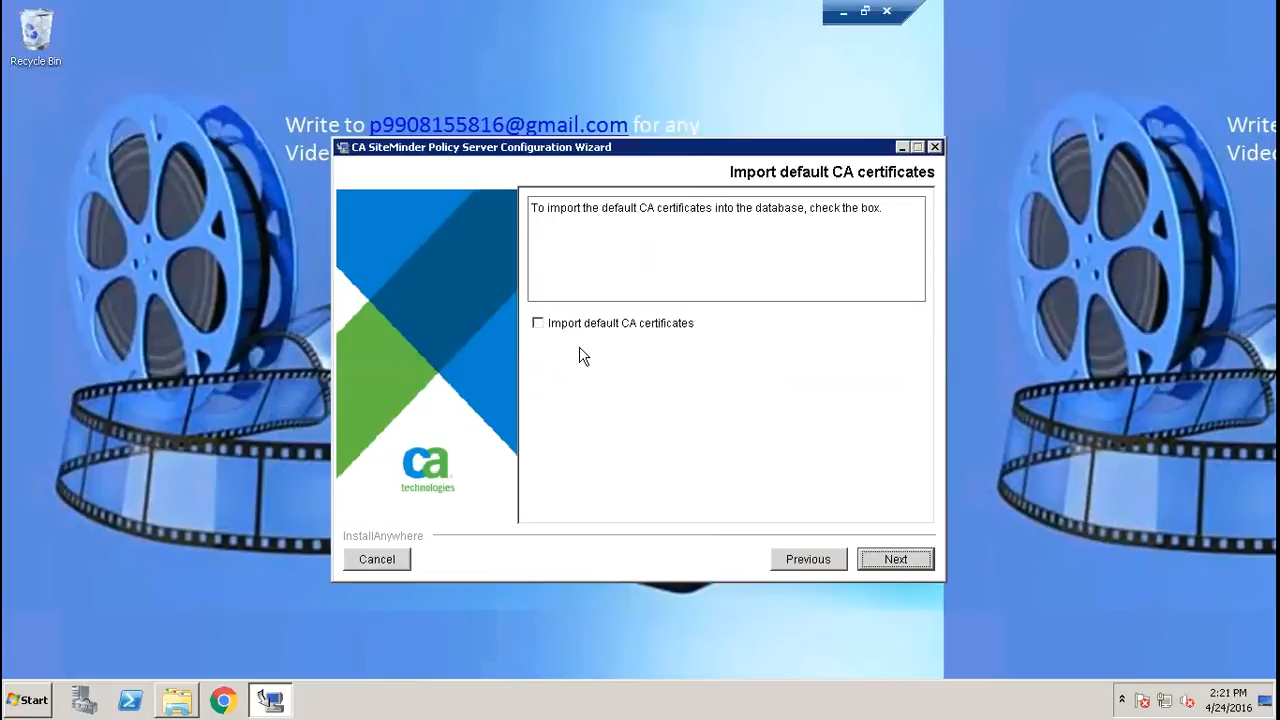 Recycle Bin
Write to p9908155816@gmail.com for any
Vide
Write
Vide
CA SiteMinder Policy Server Configuration Wizard
Import default CA certificates
To import the default CA certificates into the database, check the box.
Import default CA certificates
ca
technologies
InstallAnywhere
Cancel
Previous
Next
Start
2:21 PM
4/24/2016